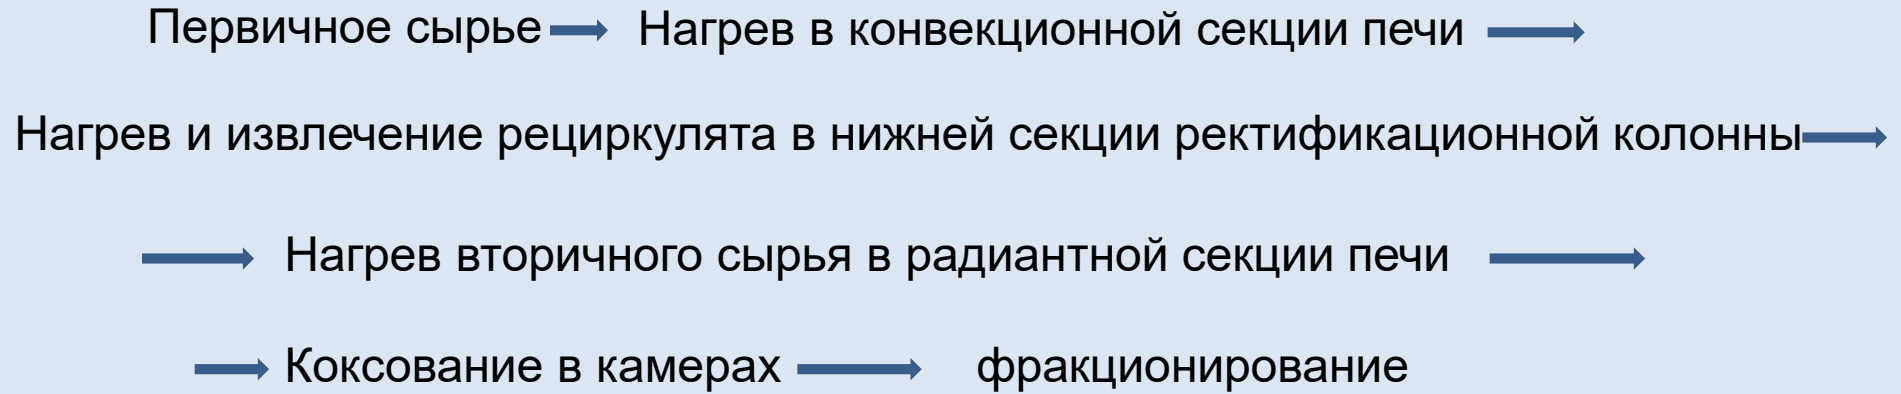 Первичное сырье Нагрев в конвекционной секции печи
Нагрев и извлечение рециркулята в нижней секции ректификационной колонны
Нагрев вторичного сырья в радиантной секции печи
Коксование в камерах фракционирование